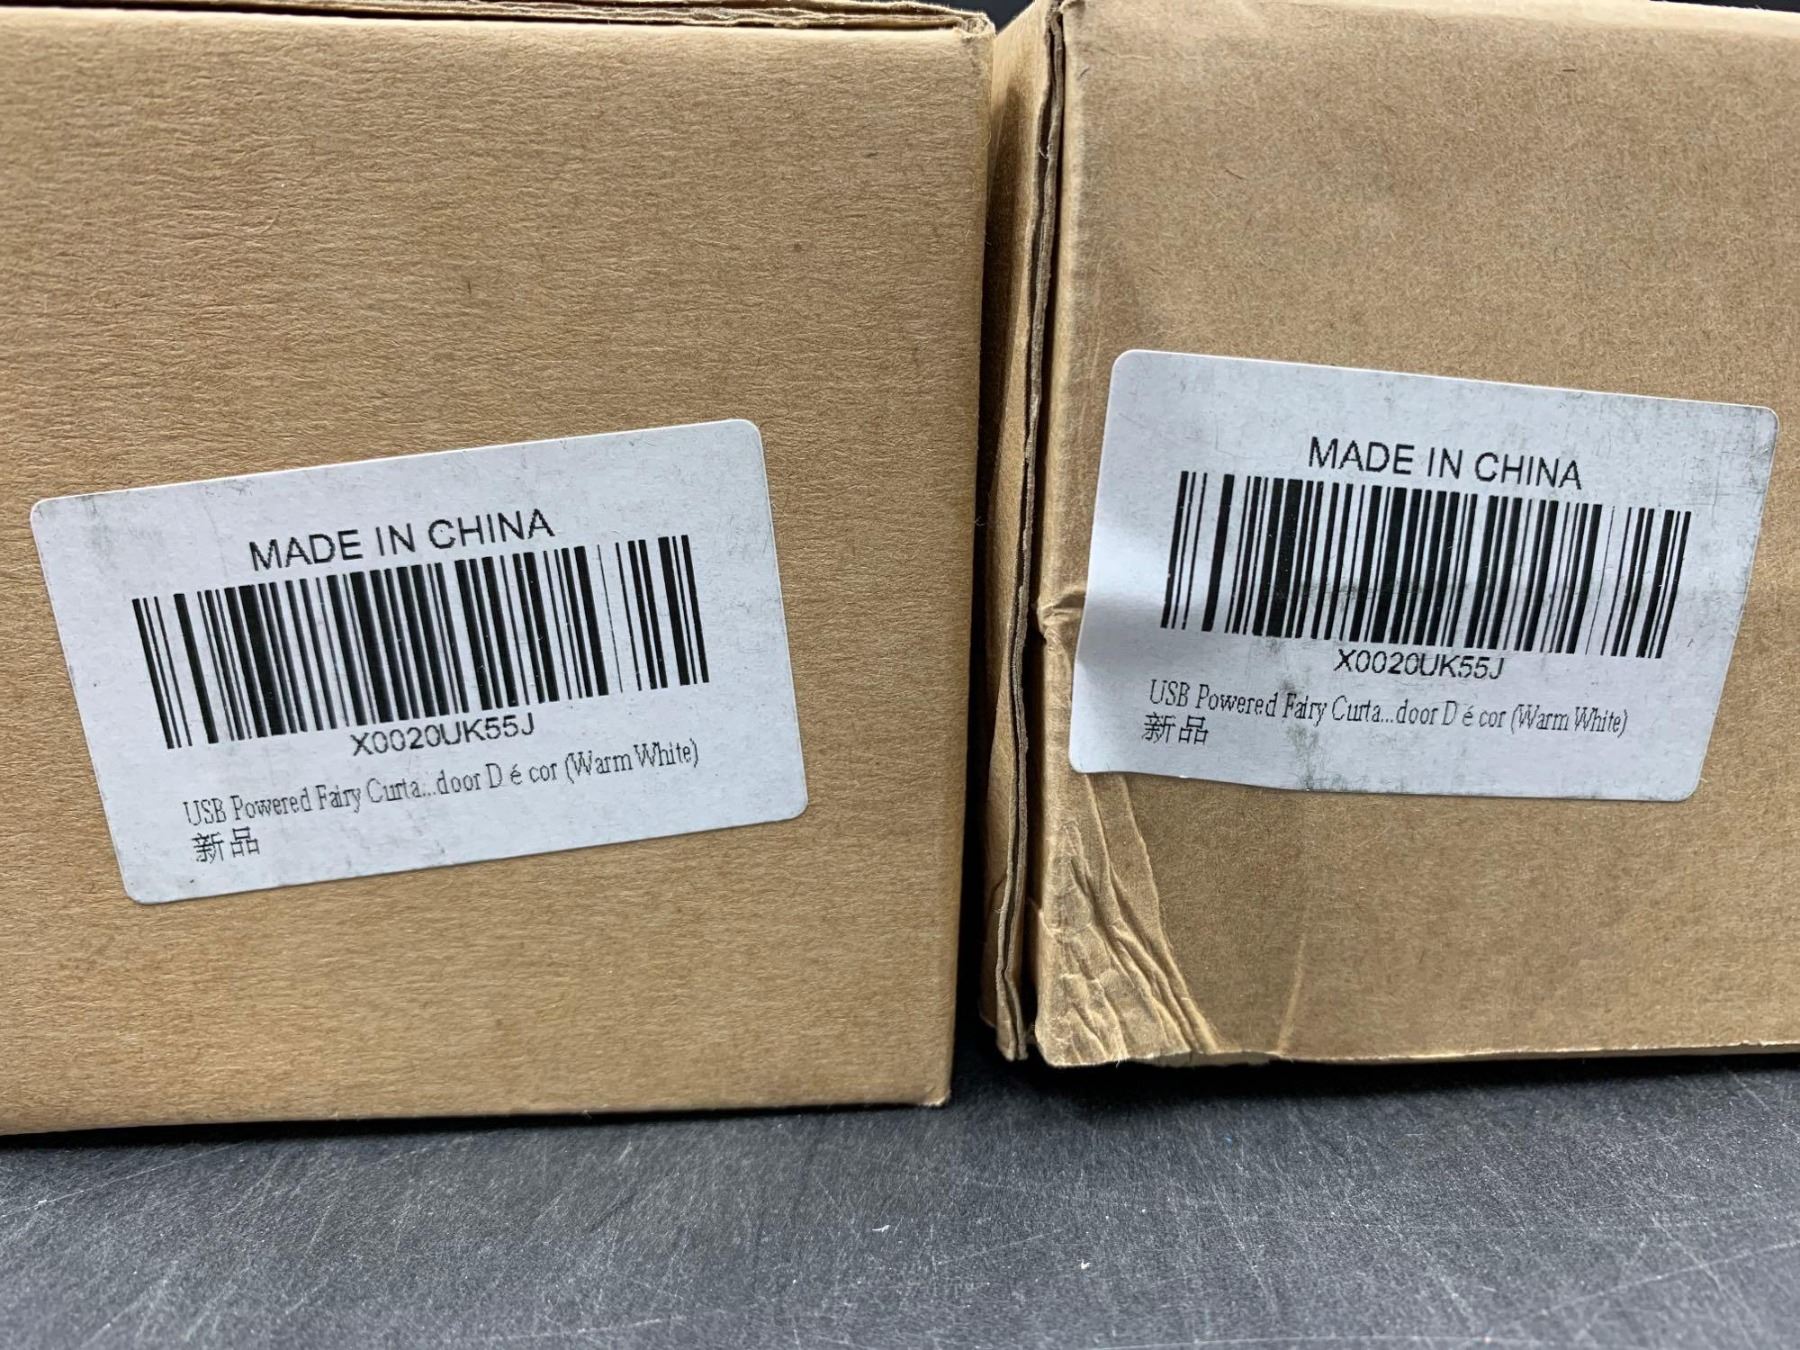 MADE IN CHINA
X0020UK55J
USB Powered Fairy Curta...door D é cor (Warm White)
新品
MADE IN CHINA
X0020UK55J
USB Powered Fairy Curta...door D é cor (Warm White)
新品